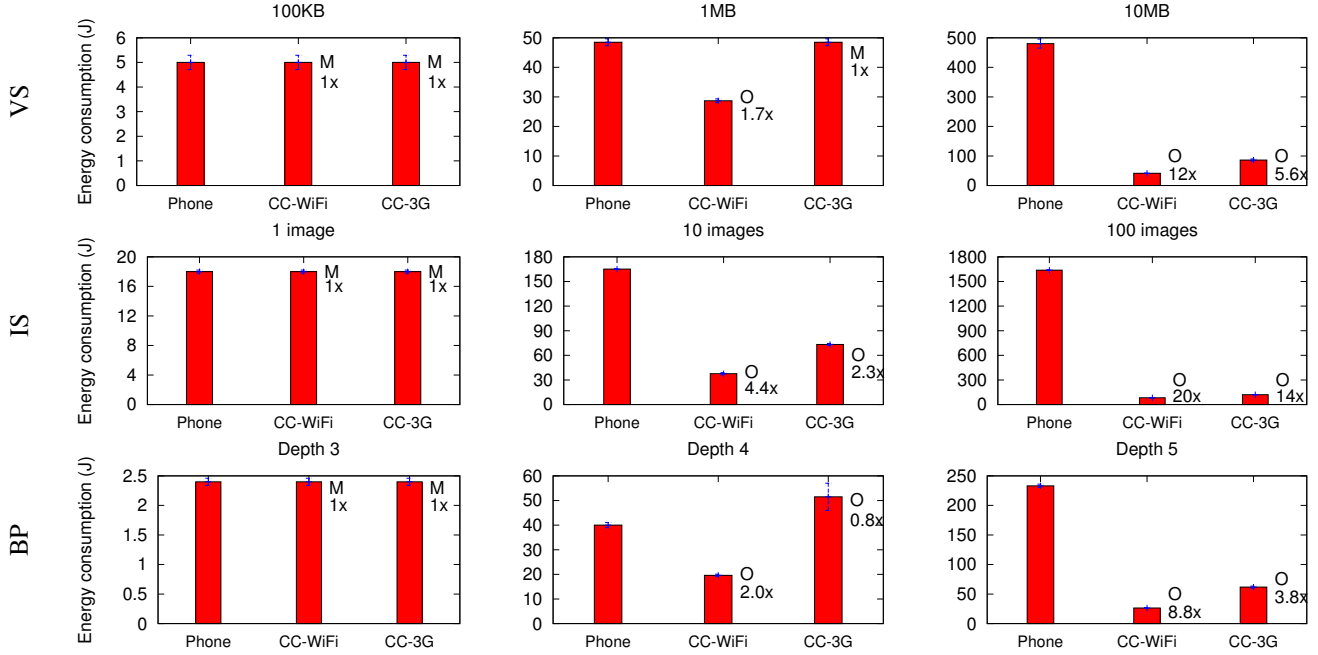 100KB
1MB
10MB
VS
Energy consumption (J)
6
5
4
3
2
1
0
M
1x
M
1x
Phone
CC-WiFi
CC-3G
50
40
30
20
10
0
O
1.7x
M
1x
Phone
CC-WiFi
CC-3G
500
400
300
200
100
0
O
12x
O
5.6x
Phone
CC-WiFi
CC-3G
1 image
10 images
100 images
IS
Energy consumption (J)
20
16
12
8
4
0
M
1x
M
1x
Phone
CC-WiFi
CC-3G
180
150
120
90
60
30
0
O
4.4x
O
2.3x
Phone
CC-WiFi
CC-3G
1800
1500
1200
900
600
300
0
O
20x
O
14x
Phone
CC-WiFi
CC-3G
Depth 3
Depth 4
Depth 5
BP
Energy consumption (J)
2.5
2
1.5
1
0.5
0
M
1x
M
1x
Phone
CC-WiFi
CC-3G
60
50
40
30
20
10
0
O
2.0x
O
0.8x
Phone
CC-WiFi
CC-3G
250
200
150
100
50
0
O
8.8x
O
3.8x
Phone
CC-WiFi
CC-3G